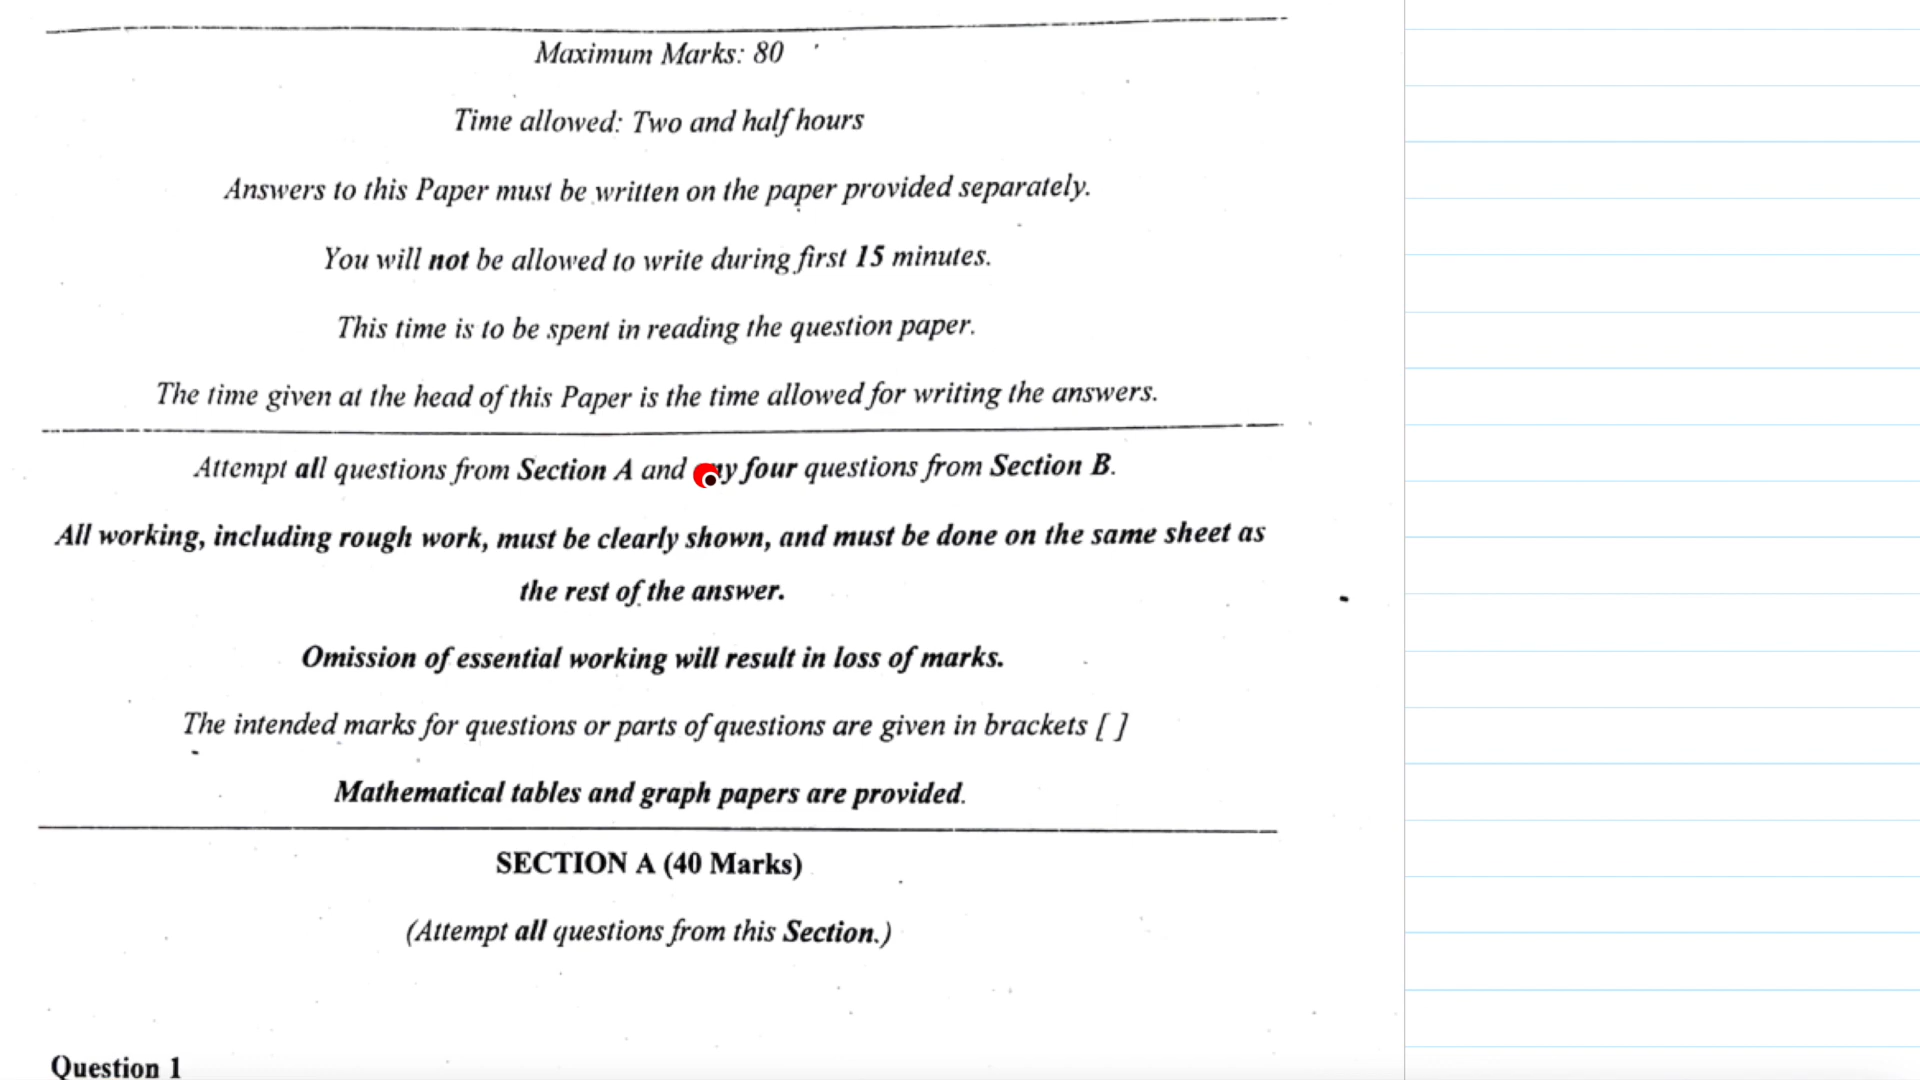 Maximum Marks: 80
Time allowed: Two and half hours
Answers to this Paper must be written on the paper provided separately.
You will not be allowed to write during first 15 minutes.
This time is to be spent in reading the question paper.
The time given at the head of this Paper is the time allowed for writing the answers.
Attempt all questions from Section A and any four questions from Section B.
All working, including rough work, must be clearly shown, and must be done on the same sheet as
the rest of the answer.
Omission of essential working will result in loss of marks.
The intended marks for questions or parts of questions are given in brackets [ ]
Mathematical tables and graph papers are provided.
SECTION A (40 Marks)
(Attempt all questions from this Section.)
Question 1